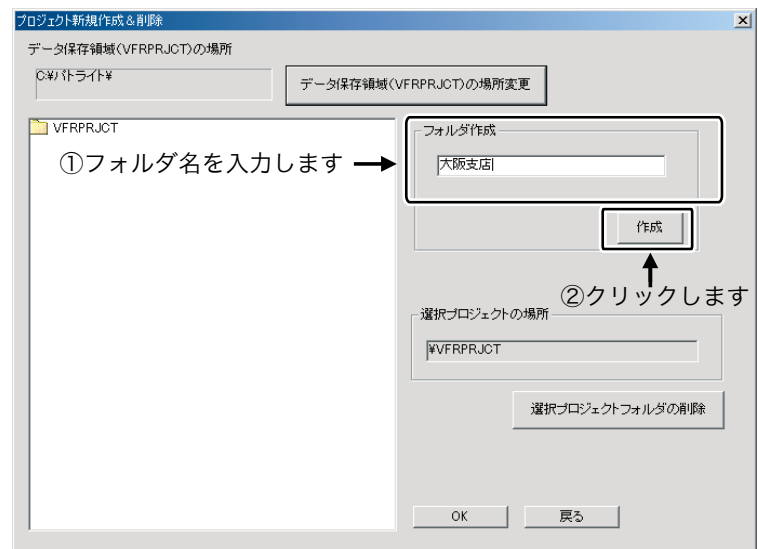 プロジェクト新規作成&削除
データ保存領域(VFRPRJCT)の場所
C:¥パトライト¥
データ保存領域(VFRPRJCT)の場所変更
VFRPRJCT
①フォルダ名を入力します
フォルダ作成
大阪支店
作成
②クリックします
選択プロジェクトの場所
¥VFRPRJCT
選択プロジェクトフォルダの削除
OK
戻る